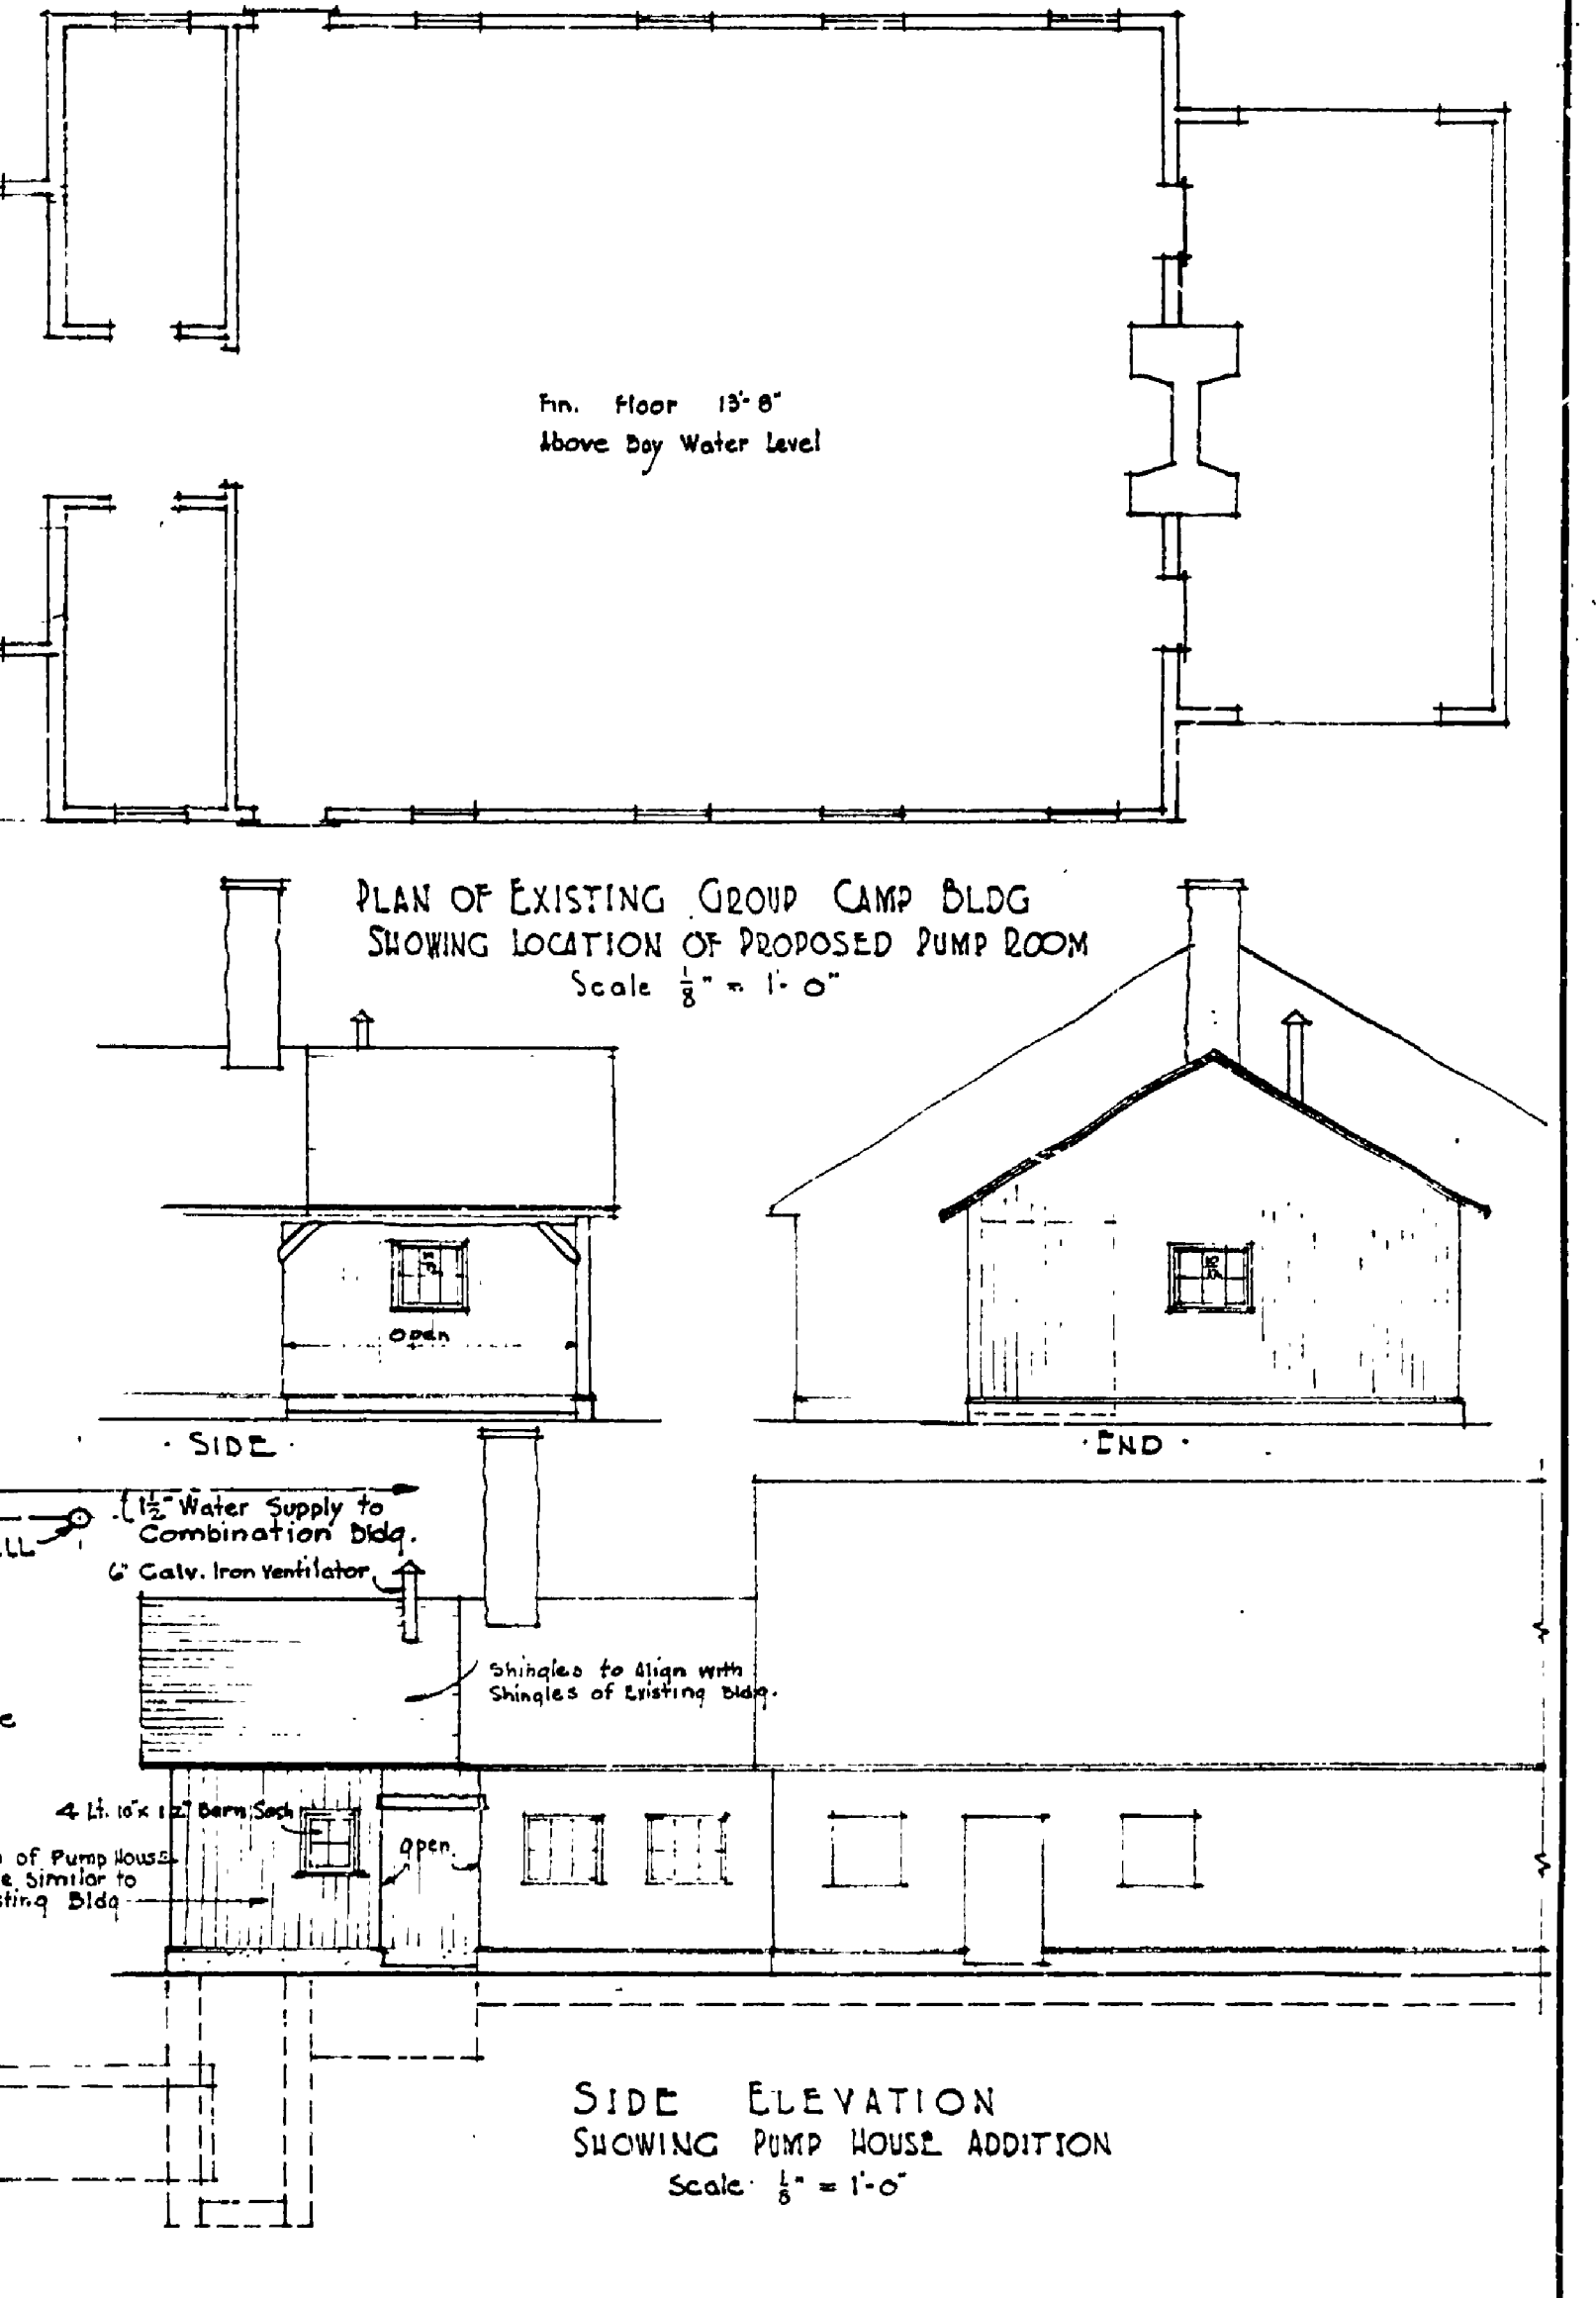 Fin. Floor 13'-8"
Above Bay Water Level
PLAN OF EXISTING GROUP CAMP BLDG
SHOWING LOCATION OF PROPOSED PUMP ROOM
Scale 1/8" = 1'-0"
Open
· SIDE ·
· END ·
1½" Water Supply to
Combination Bldg.
LL
6" Galv. Iron Ventilator
Shingles to Align with
Shingles of Existing Bldg.
e
4 Lt. 10" x 12" Barn Sash
Open
of Pump House
e Similar to
sting Bldg
SIDE ELEVATION
SHOWING PUMP HOUSE ADDITION
Scale 1/8" = 1'-0"